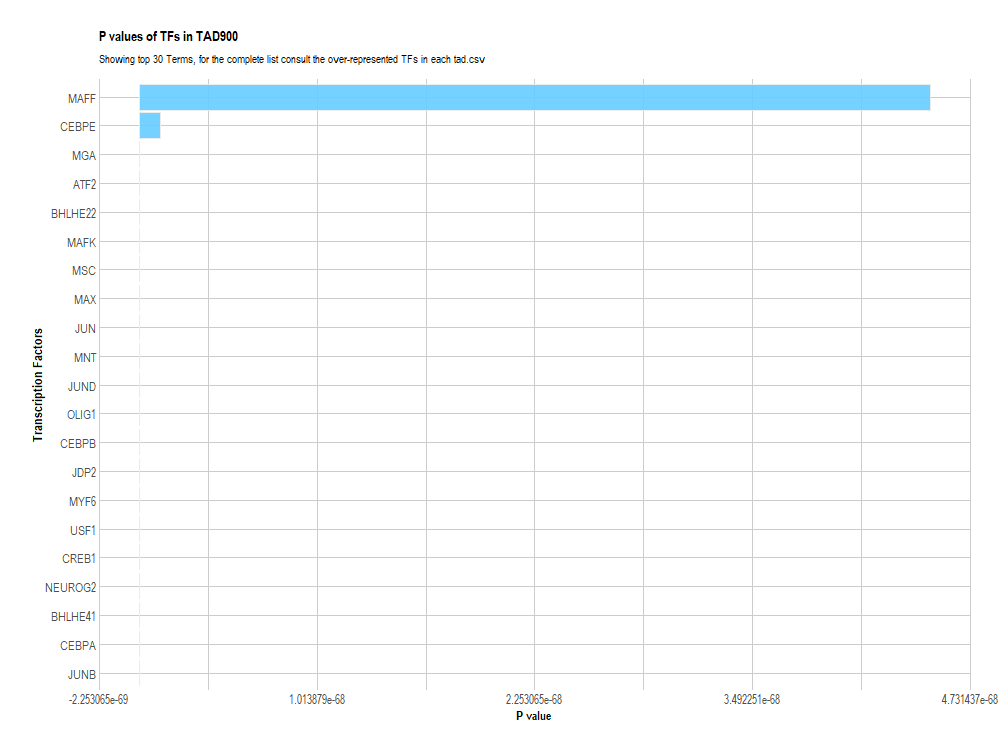 P values of TFs in TAD900
Showing top 30 Terms, for the complete list consult the over-represented TFs in each tad.csv
Transcription Factors
MAFF
CEBPE
MGA
ATF2
BHLHE22
MAFK
MSC
MAX
JUN
MNT
JUND
OLIG1
CEBPB
JDP2
MYF6
USF1
CREB1
NEUROG2
BHLHE41
CEBPA
JUNB
-2.253065e-69 1.013879e-68 2.253065e-68 3.492251e-68 4.731437e-68
P value